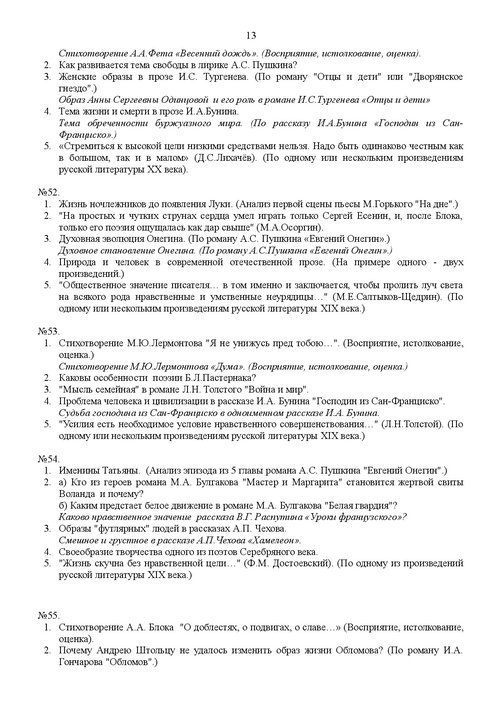 13
Стихотворение А.А.Фета «Весенний дождь». (Восприятие, истолкование, оценка).
2. Как развивается тема свободы в лирике А.С. Пушкина?
3. Женские образы в прозе И.С. Тургенева. (По роману "Отцы и дети" или "Дворянское
гнездо".)
Образ Анны Сергеевны Одинцовой и его роль в романе И.С.Тургенева «Отцы и дети»
4. Тема жизни и смерти в прозе И.А.Бунина.
Тема обреченности буржуазного мира. (По рассказу И.А.Бунина «Господин из Сан-
Франциско».)
5. «Стремиться к высокой цели низкими средствами нельзя. Надо быть одинаково честным как
в большом, так и в малом» (Д.С.Лихачёв). (По одному или нескольким произведениям
русской литературы XX века).
№52.
1. Жизнь ночлежников до появления Луки. (Анализ первой сцены пьесы М.Горького "На дне".)
2. "На простых и чутких струнах сердца умел играть только Сергей Есенин, и, после Блока,
только его поэзия ощущалась как дар свыше" (М.А.Осоргин).
3. Духовная эволюция Онегина. (По роману А.С. Пушкина «Евгений Онегин».)
Духовное становление Онегина. (По роману А.С.Пушкина «Евгений Онегин».)
4. Природа и человек в современной отечественной прозе. (На примере одного - двух
произведений.)
5. "Общественное значение писателя… в том именно и заключается, чтобы пролить луч света
на всякого рода нравственные и умственные неурядицы…" (М.Е.Салтыков-Щедрин). (По
одному или нескольким произведениям русской литературы XIX века.)
№53.
1. Стихотворение М.Ю.Лермонтова "Я не унижусь пред тобою…". (Восприятие, истолкование,
оценка.)
Стихотворение М.Ю.Лермонтова «Дума». (Восприятие, истолкование, оценка.)
2. Каковы особенности поэзии Б.Л.Пастернака?
3. "Мысль семейная" в романе Л.Н. Толстого "Война и мир".
4. Проблема человека и цивилизации в рассказе И.А. Бунина "Господин из Сан-Франциско".
Судьба господина из Сан-Франциско в одноименном рассказе И.А. Бунина.
5. "Усилия есть необходимое условие нравственного совершенствования…" (Л.Н.Толстой). (По
одному или нескольким произведениям русской литературы XIX века.)
№54.
1. Именины Татьяны. (Анализ эпизода из 5 главы романа А.С. Пушкина "Евгений Онегин".)
2. а) Кто из героев романа М.А. Булгакова "Мастер и Маргарита" становится жертвой свиты
Воланда и почему?
б) Каким предстает белое движение в романе М.А. Булгакова "Белая гвардия"?
Каково нравственное значение рассказа В.Г. Распутина «Уроки французского»?
3. Образы "футлярных" людей в рассказах А.П. Чехова.
Смешное и грустное в рассказе А.П.Чехова «Хамелеон».
4. Своеобразие творчества одного из поэтов Серебряного века.
5. "Жизнь скучна без нравственной цели…" (Ф.М. Достоевский). (По одному из произведений
русской литературы XIX века.)
№55.
1. Стихотворение А.А. Блока "О доблестях, о подвигах, о славе…» (Восприятие, истолкование,
оценка).
2. Почему Андрею Штольцу не удалось изменить образ жизни Обломова? (По роману И.А.
Гончарова "Обломов".)